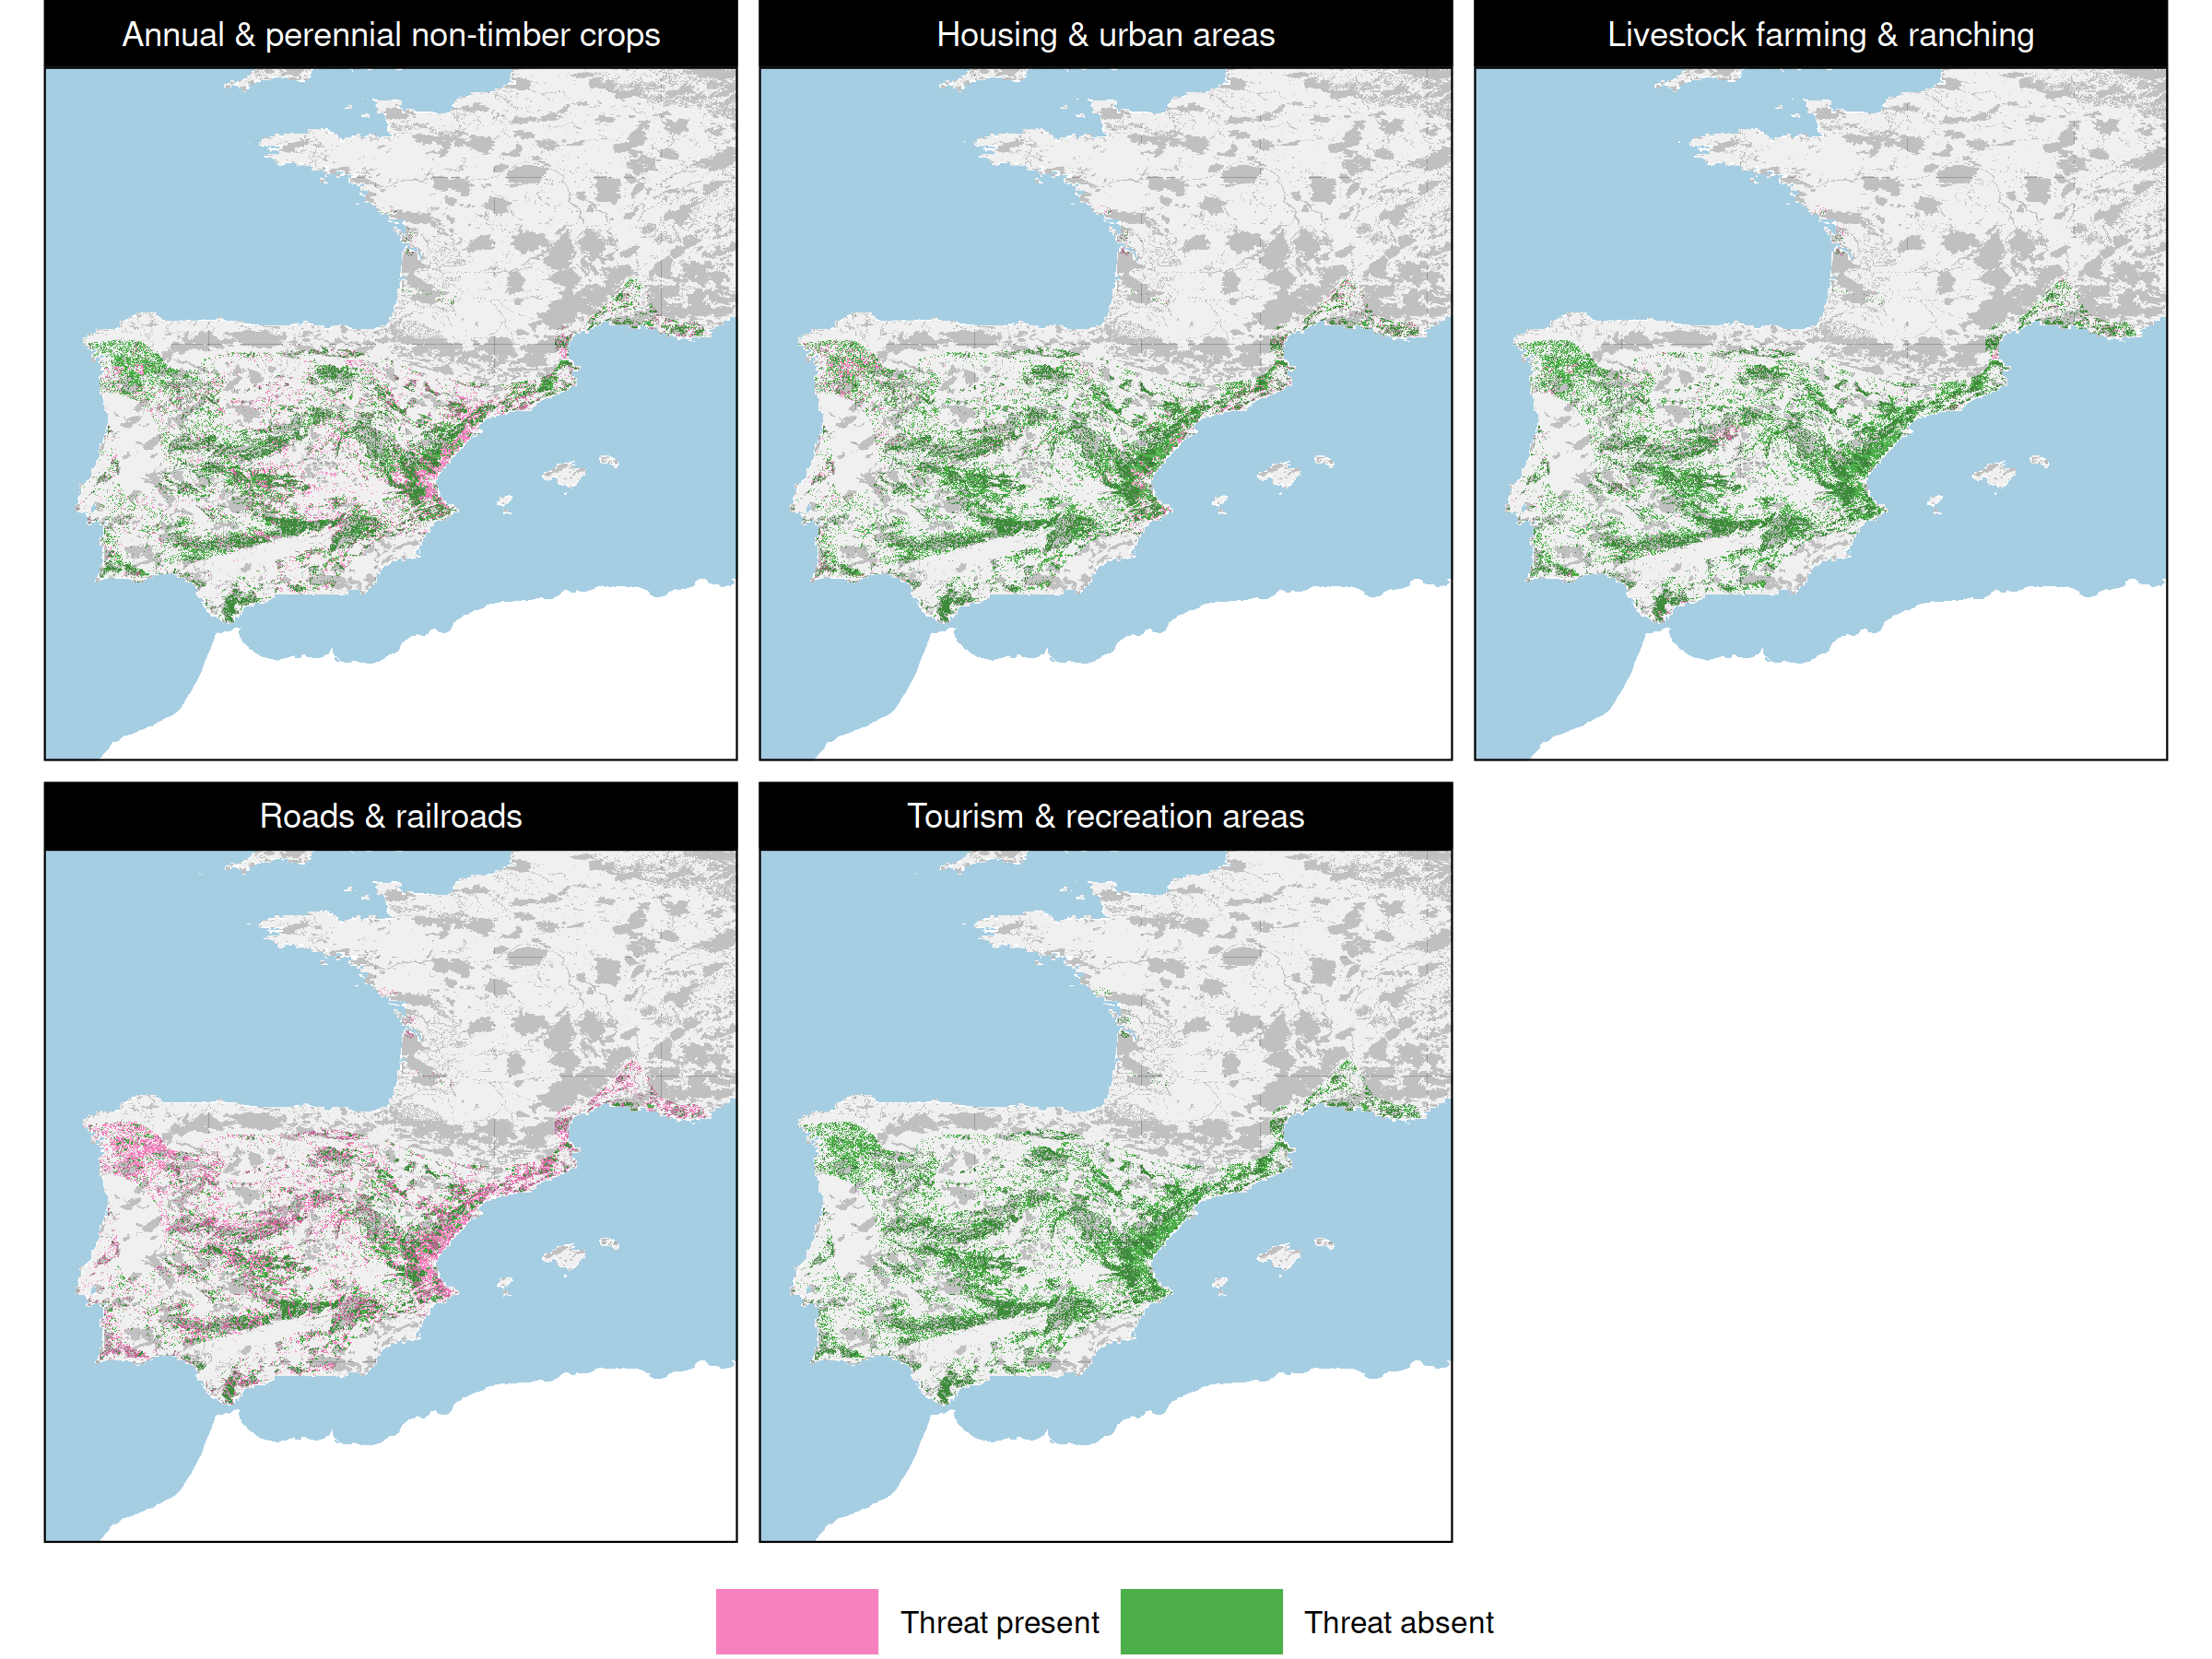 Annual & perennial non-timber crops
Housing & urban areas
Livestock farming & ranching
Roads & railroads
Tourism & recreation areas
Threat present
Threat absent